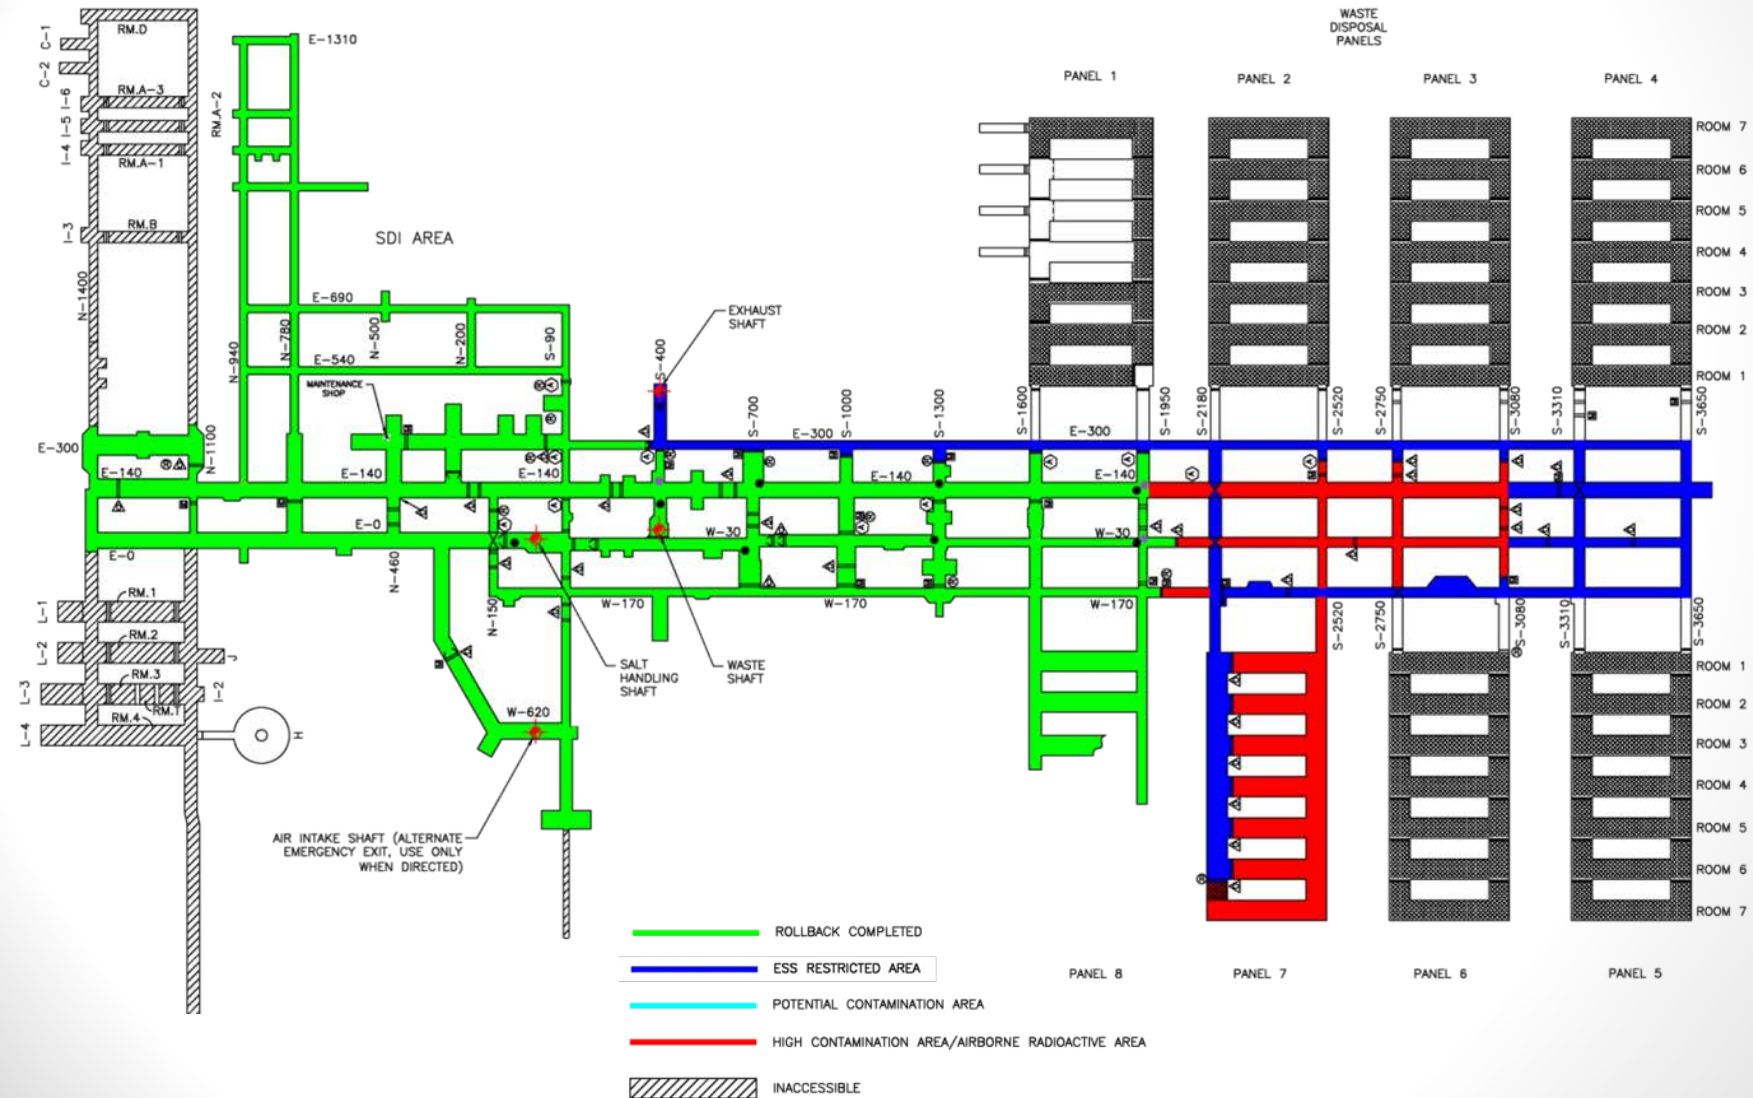 WASTE
DISPOSAL
PANELS
PANEL 1
PANEL 2
PANEL 3
PANEL 4
C-1
C-2
RM.D
E-1310
RM.A-3
I-6
I-5
I-4
RM.A-1
RM.A-2
RM.B
I-3
N-1400
SDI AREA
ROOM 7
ROOM 6
ROOM 5
ROOM 4
ROOM 3
ROOM 2
ROOM 1
E-690
N-940
N-780
N-500
N-200
S-90
E-540
MAINTENANCE
SHOP
EXHAUST
SHAFT
S-400
S-700
S-1000
S-1300
S-1600
S-1950
S-2180
S-2520
S-2750
S-3080
S-3310
S-3650
E-300
N-1100
E-300
E-300
E-140
E-140
E-140
E-140
E-140
E-0
E-0
W-30
W-30
N-460
N-150
W-170
W-170
W-170
S-2520
S-2750
S-3080
S-3310
S-3650
L-1
L-2
L-3
L-4
RM.1
RM.2
RM.3
RM.T
RM.4
J
I-2
H
SALT
HANDLING
SHAFT
WASTE
SHAFT
W-620
AIR INTAKE SHAFT (ALTERNATE
EMERGENCY EXIT, USE ONLY
WHEN DIRECTED)
ROOM 1
ROOM 2
ROOM 3
ROOM 4
ROOM 5
ROOM 6
ROOM 7
PANEL 8
PANEL 7
PANEL 6
PANEL 5
ROLLBACK COMPLETED
ESS RESTRICTED AREA
POTENTIAL CONTAMINATION AREA
HIGH CONTAMINATION AREA/AIRBORNE RADIOACTIVE AREA
INACCESSIBLE